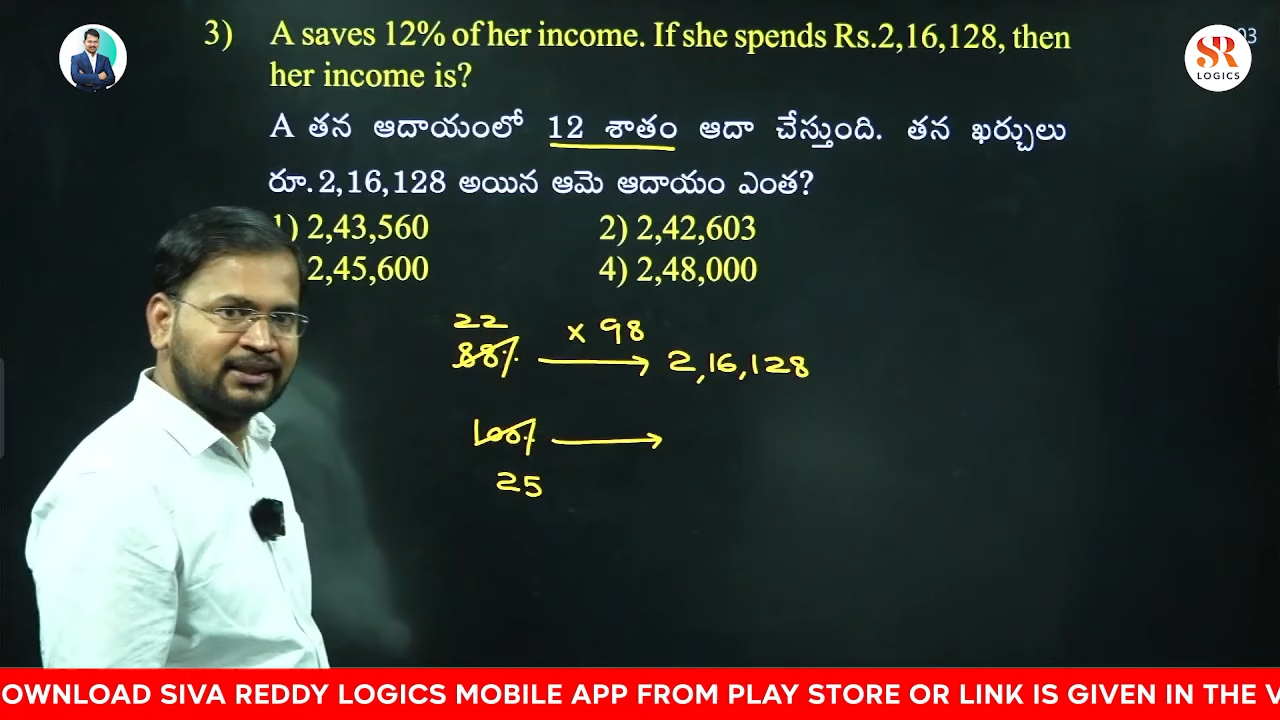 3) A saves 12% of her income. If she spends Rs.2,16,128, then
her income is?
A తన ఆదాయంలో 12 శాతం ఆదా చేస్తుంది. తన ఖర్చులు
రూ.2,16,128 అయిన ఆమె ఆదాయం ఎంత?
1) 2,43,560 2) 2,42,603
2,45,600 4) 2,48,000
22
× 98
88% → 2,16,128
100% →
25
SR
LOGICS
03
OWNLOAD SIVA REDDY LOGICS MOBILE APP FROM PLAY STORE OR LINK IS GIVEN IN THE V